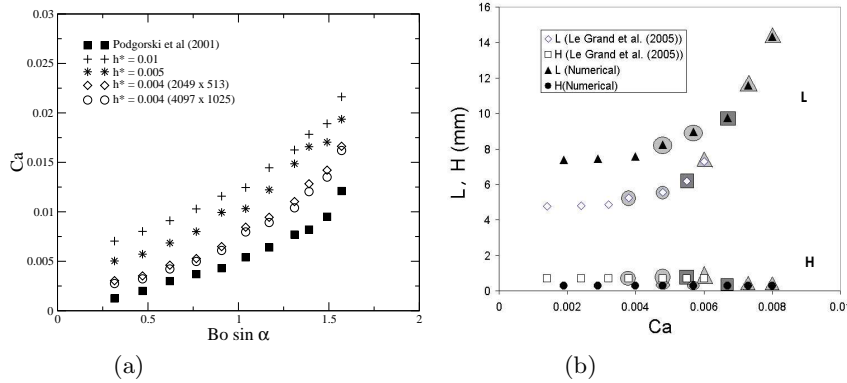 0.03
0.025
0.02
0.015
0.01
0.005
0
Ca
Podgorski et al (2001)
h* = 0.01
h* = 0.005
h* = 0.004 (2049 x 513)
h* = 0.004 (4097 x 1025)
0
0.5
1
1.5
2
Bo sin α
(a)
16
14
12
10
8
6
4
2
0
L, H (mm)
L (Le Grand et al. (2005))
H (Le Grand et al. (2005))
L (Numerical)
H(Numerical)
L
H
0
0.002
0.004
0.006
0.008
0.01
Ca
(b)